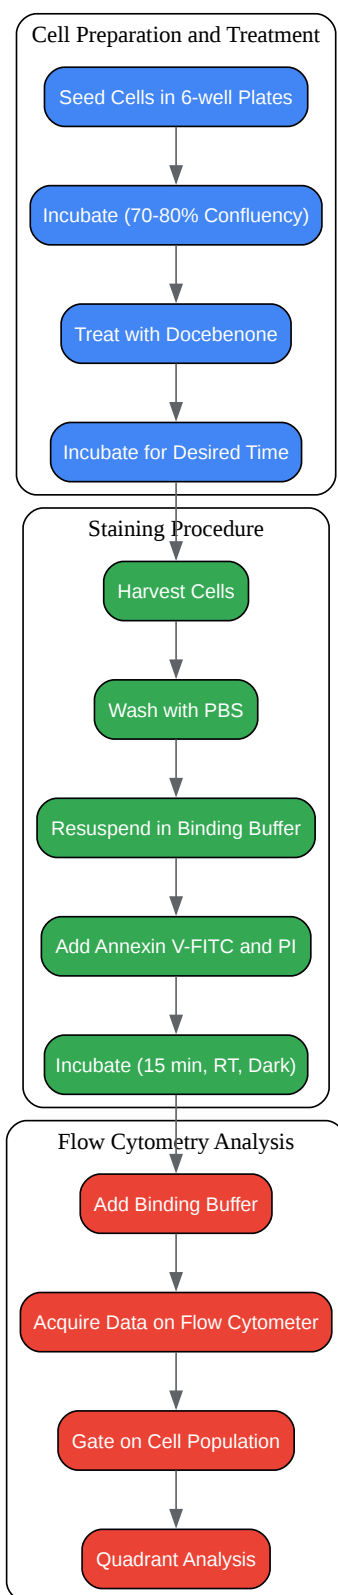 Cell Preparation and Treatment
Seed Cells in 6-well Plates
Incubate (70-80% Confluency)
Treat with Docebenone
Incubate for Desired Time
Staining Procedure
Harvest Cells
Wash with PBS
Resuspend in Binding Buffer
Add Annexin V-FITC and PI
Incubate (15 min, RT, Dark)
Flow Cytometry Analysis
Add Binding Buffer
Acquire Data on Flow Cytometer
Gate on Cell Population
Quadrant Analysis